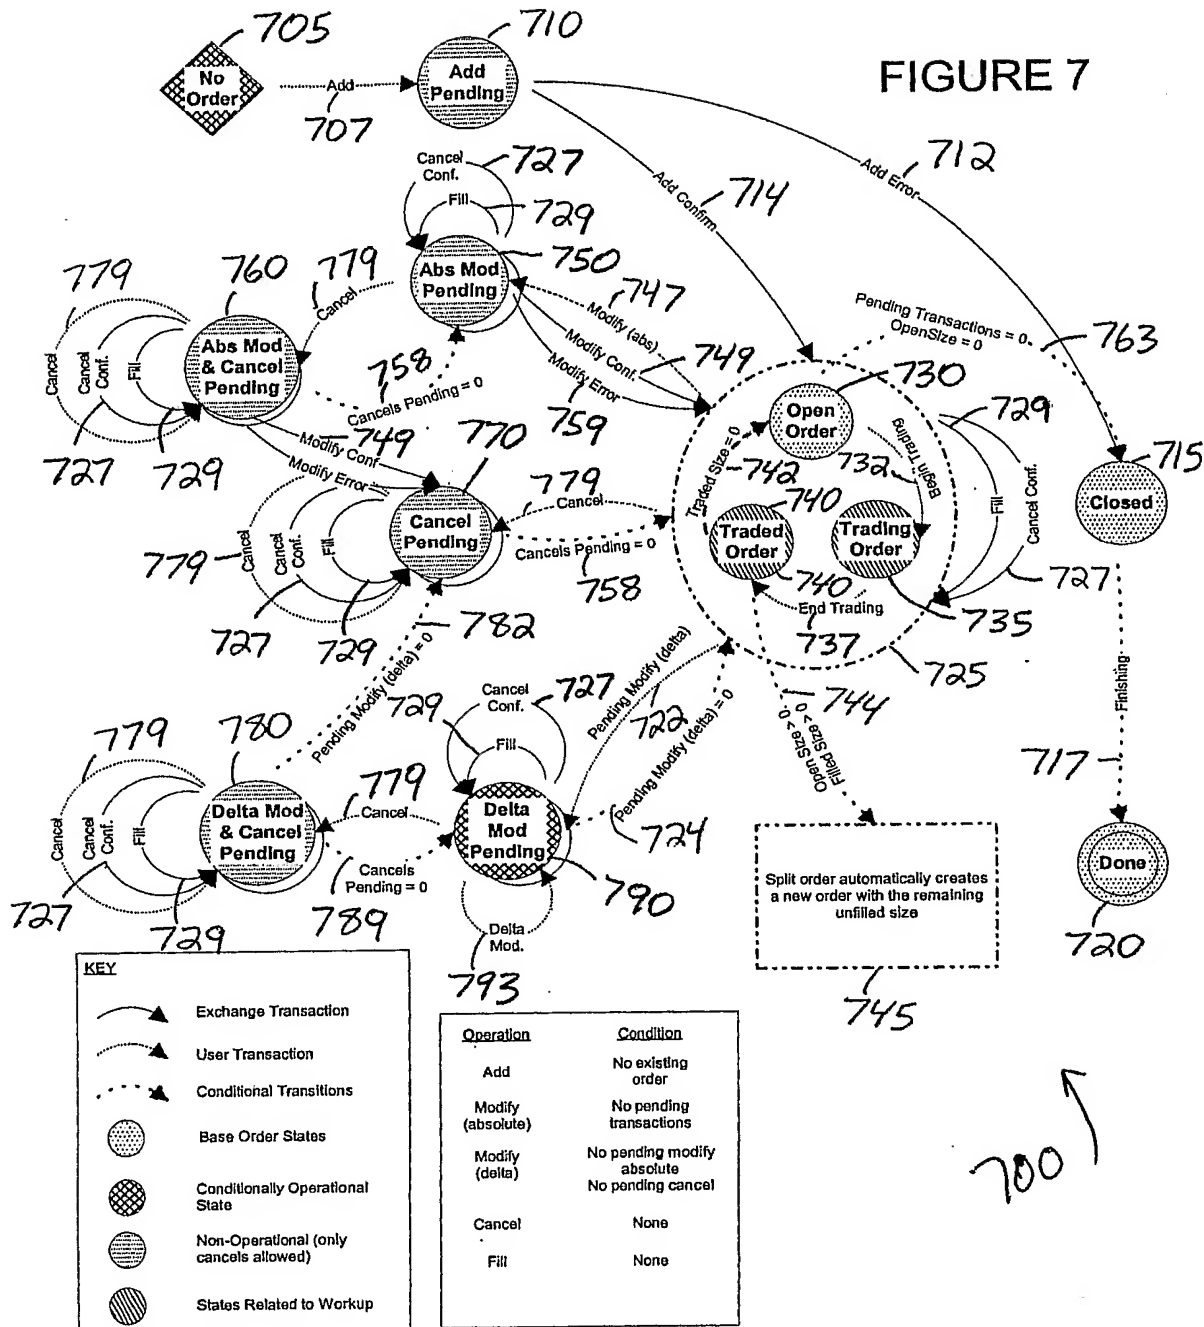 705
710
FIGURE 7
No
Order
Add
Add
Pending
707
712
Add Error
714
Add Confirm
Cancel
Conf.
727
Fill
729
750
Abs Mod
Pending
779
760
779
Cancel
747
Modify (abs)
Pending Transactions = 0
OpenSize = 0
763
Abs Mod
& Cancel
Pending
Cancel
Cancel
Conf.
Fill
758
Cancels Pending = 0
Modify Conf.
749
Modify Error
759
730
Open
Order
729
727
729
749
Modify Conf
Modify Error
770
Traded Size = 0
742
732
Begin Trading
715
Closed
Fill
Cancel Conf.
779
Cancel
Cancel
Pending
740
Traded
Order
Trading
Order
779
Cancel
Cancel
Conf.
Fill
Cancels Pending = 0
758
740
End Trading
737
735
727
727
729
782
725
Pending Modify (delta) = 0
Pending Modify (delta)
722
Pending Modify (delta) = 0
724
744
Open Size > 0,
Filled Size > 0
Finishing
717
729
Cancel
Conf.
727
Fill
779
780
779
Cancel
Cancel
Cancel
Conf.
Fill
Delta Mod
& Cancel
Pending
Delta
Mod
Pending
Cancels
Pending = 0
789
790
727
729
Delta
Mod.
793
Split order automatically creates
a new order with the remaining
unfilled size
745
Done
720
KEY
Exchange Transaction
User Transaction
Conditional Transitions
Base Order States
Conditionally Operational
State
Non-Operational (only
cancels allowed)
States Related to Workup
Operation Condition
Add No existing
order
Modify
(absolute) No pending
transactions
Modify
(delta) No pending modify
absolute
No pending cancel
Cancel None
Fill None
700